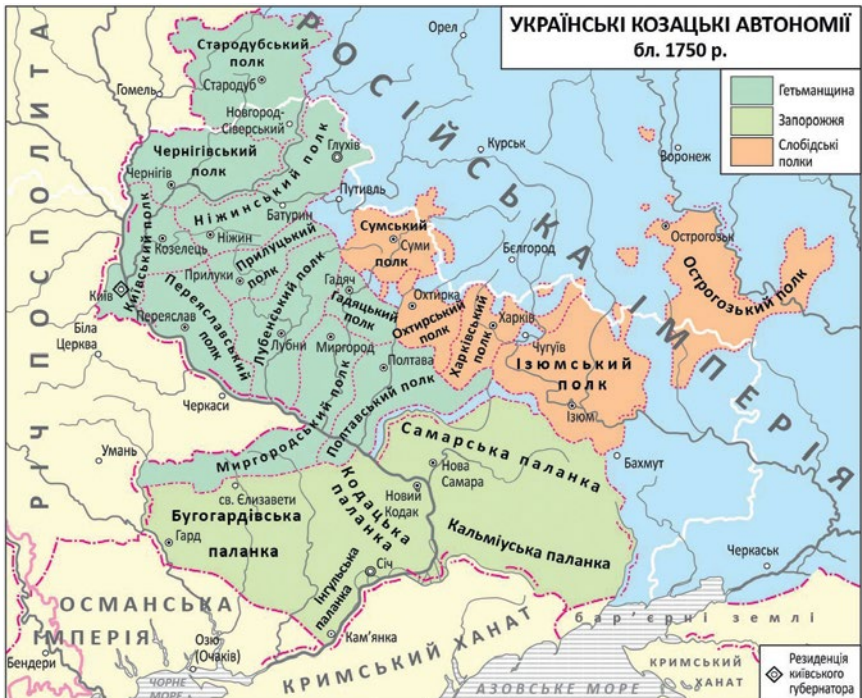 УКРАЇНСЬКІ КОЗАЦЬКІ АВТОНОМІЇ
бл. 1750 р.
Гетьманщина
Запорожжя
Слобідські
полки
РІЧ ПОСПОЛИТА
РОСІЙСЬКА ІМПЕРІЯ
Стародубський
полк
Стародуб
Орел
Гомель
Новгород-
Сіверський
Чернігівський
полк
Чернігів
Глухів
Курськ
Воронеж
Путивль
Ніжинський полк
Батурин
Київський полк
Козелець
Ніжин
Прилуцький
полк
Прилуки
Сумський
полк
Суми
Бєлгород
Острогозьк
Острогозький полк
Київ
Переяславський
полк
Переяслав
Лубенський полк
Лубни
Гадяч
Гадяцький
полк
Охтирка
Охтирський
полк
Харківський
полк
Харків
Чугуїв
Біла
Церква
Миргород
Полтава
Ізюмський
полк
Ізюм
Черкаси
Миргородський полк
Полтавський полк
Умань
Самарська паланка
Бахмут
св. Єлизавети
Нова
Самара
Новий
Кодак
Кодацька
паланка
Бугогардівська
паланка
Гард
Кальміуська паланка
Січ
Інгульська
паланка
Черкаськ
ОСМАНСЬКА
ІМПЕРІЯ
Озю
(Очаків)
Кам’янка
Бендери
КРИМСЬКИЙ ХАНАТ
бар’єрні землі
ЧОРНЕ
МОРЕ
АЗОВСЬКЕ МОРЕ
КРИМСЬКИЙ
ХАНАТ
Резиденція
київського
губернатора